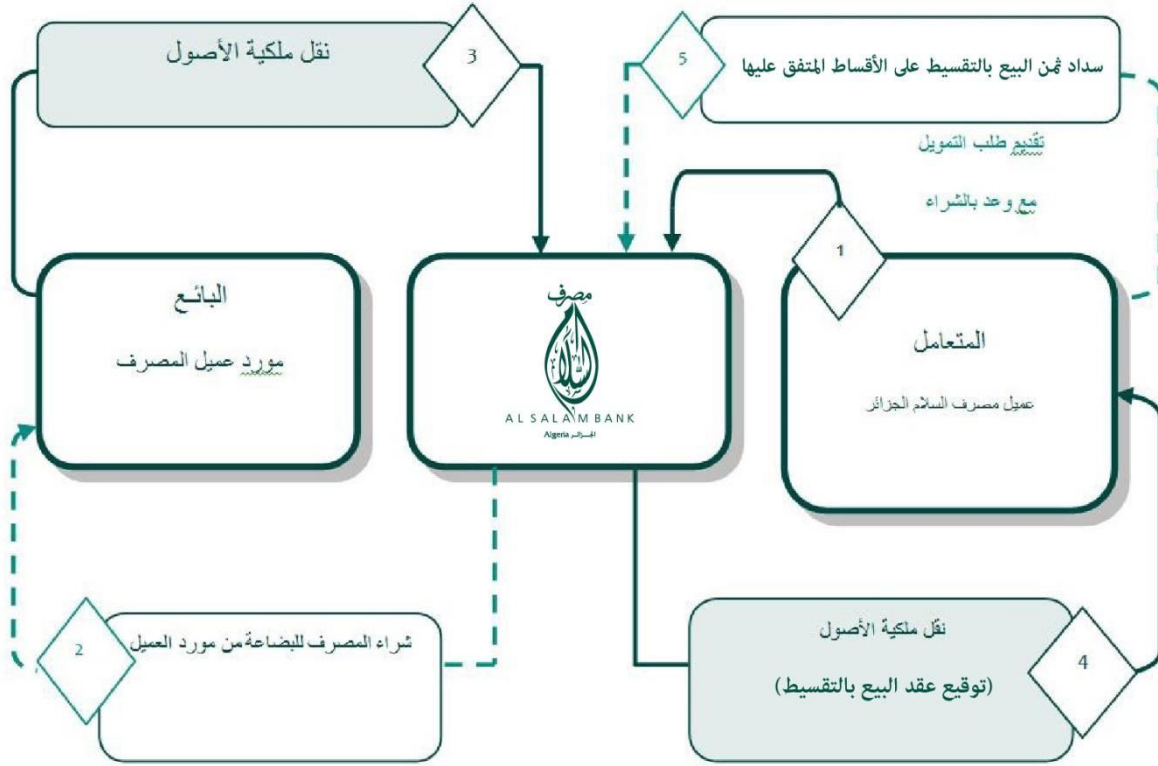 نقل ملكية الأصول
3
5
سداد ثمن البيع بالتقسيط على الأقساط المتفق عليها
تقديم طلب التمويل
مع وعد بالشراء
1
البائع
مورد عميل المصرف
مصرف
السلام
AL SALAM BANK
Algeria الجزائر
المتعامل
عميل مصرف السلام الجزائر
2
شراء المصرف للبضاعة من مورد العميل
نقل ملكية الأصول
(توقيع عقد البيع بالتقسيط)
4